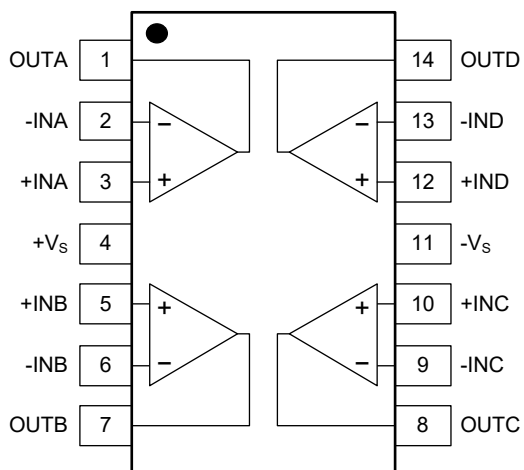 OUTA 1 14 OUTD
-INA 2 − − 13 -IND
+INA 3 + + 12 +IND
+VS 4 11 -VS
+INB 5 + + 10 +INC
-INB 6 − − 9 -INC
OUTB 7 8 OUTC